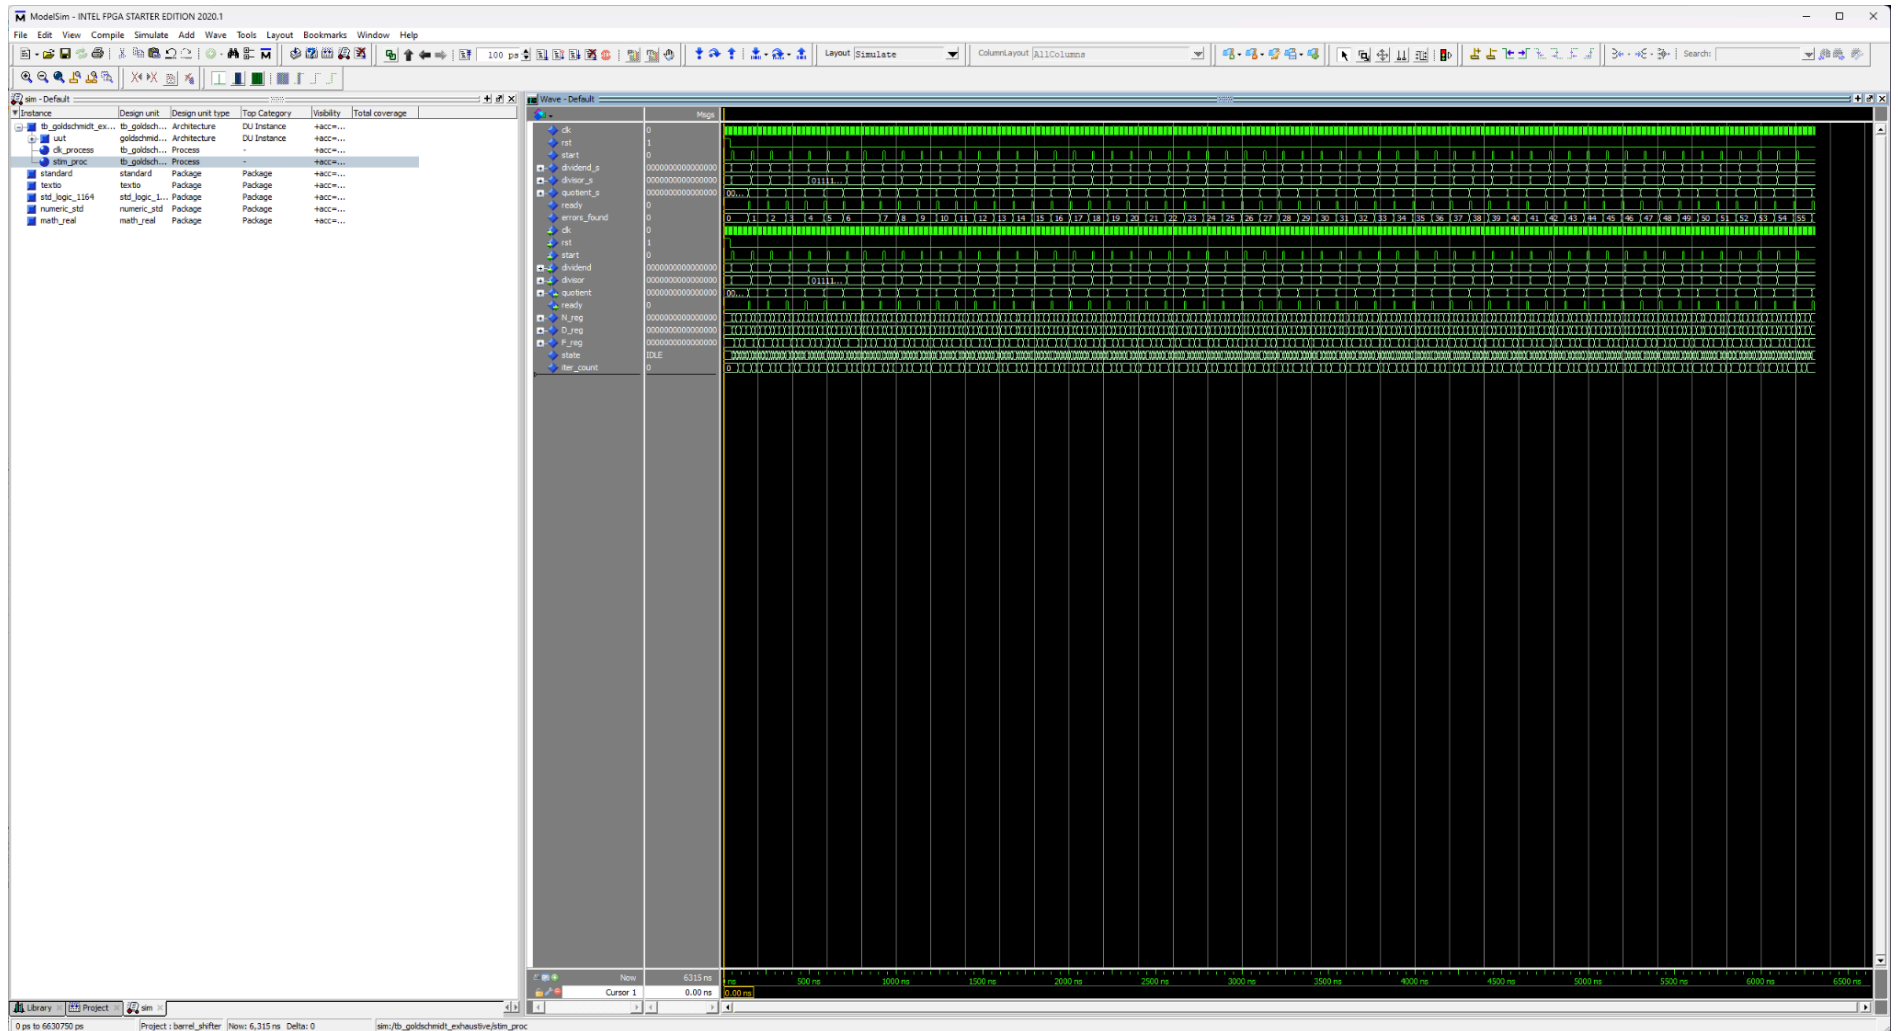 ModelSim - INTEL FPGA STARTER EDITION 2020.1
File Edit View Compile Simulate Add Wave Tools Layout Bookmarks Window Help
100 ps
Layout Simulate
ColumnLayout AllColumns
Search:
sim - Default
Instance Design unit Design unit type Top Category Visibility Total coverage
tb_goldschmidt_ex... tb_goldsch... Architecture DU Instance +acc=...
uut goldschmid... Architecture DU Instance +acc=...
clk_process tb_goldsch... Process - +acc=...
stim_proc tb_goldsch... Process - +acc=...
standard standard Package Package +acc=...
textio textio Package Package +acc=...
std_logic_1164 std_logic_1... Package Package +acc=...
numeric_std numeric_std Package Package +acc=...
math_real math_real Package Package +acc=...
Wave - Default
Msgs
clk 0
rst 1
start 0
dividend_s 0000000000000000
divisor_s 0000000000000000 01111...
quotient_s 0000000000000000 00...
ready 0
errors_found 0 0 1 2 3 4 5 6 7 8 9 10 11 12 13 14 15 16 17 18 19 20 21 22 23 24 25 26 27 28 29 30 31 32 33 34 35 36 37 38 39 40 41 42 43 44 45 46 47 48 49 50 51 52 53 54 55
clk 0
rst 1
start 0
dividend 0000000000000000
divisor 0000000000000000 01111...
quotient 0000000000000000 00...
ready 0
N_reg 0000000000000000
D_reg 0000000000000000
F_reg 0000000000000000
state IDLE
iter_count 0 0
Now 6315 ns
ns 500 ns 1000 ns 1500 ns 2000 ns 2500 ns 3000 ns 3500 ns 4000 ns 4500 ns 5000 ns 5500 ns 6000 ns 6500 ns
Cursor 1 0.00 ns 0.00 ns
Library Project sim
0 ps to 6630750 ps Project : barrel_shifter Now: 6,315 ns Delta: 0 sim:/tb_goldschmidt_exhaustive/stim_proc